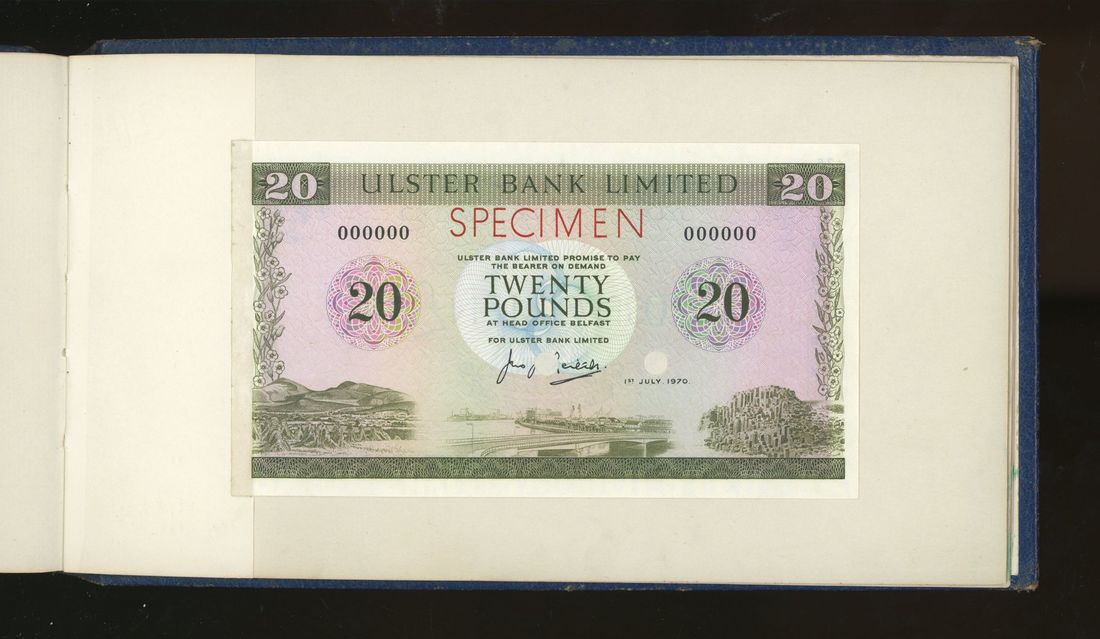 20 ULSTER BANK LIMITED 20
SPECIMEN
000000 000000
ULSTER BANK LIMITED PROMISE TO PAY
THE BEARER ON DEMAND
TWENTY
20 POUNDS 20
AT HEAD OFFICE BELFAST
FOR ULSTER BANK LIMITED
1ST JULY 1970.